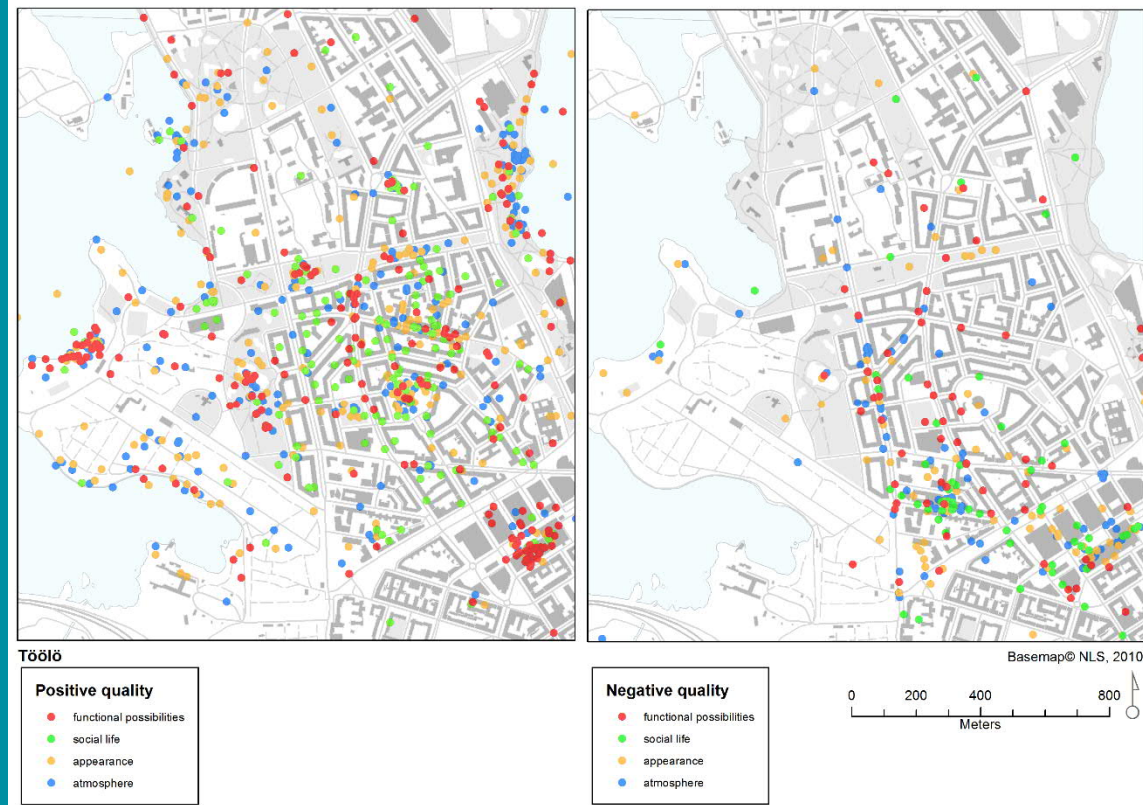 Töölö
Basemap© NLS, 2010
Positive quality
functional possibilities
social life
appearance
atmosphere
Negative quality
functional possibilities
social life
appearance
atmosphere
0 200 400 800
Meters